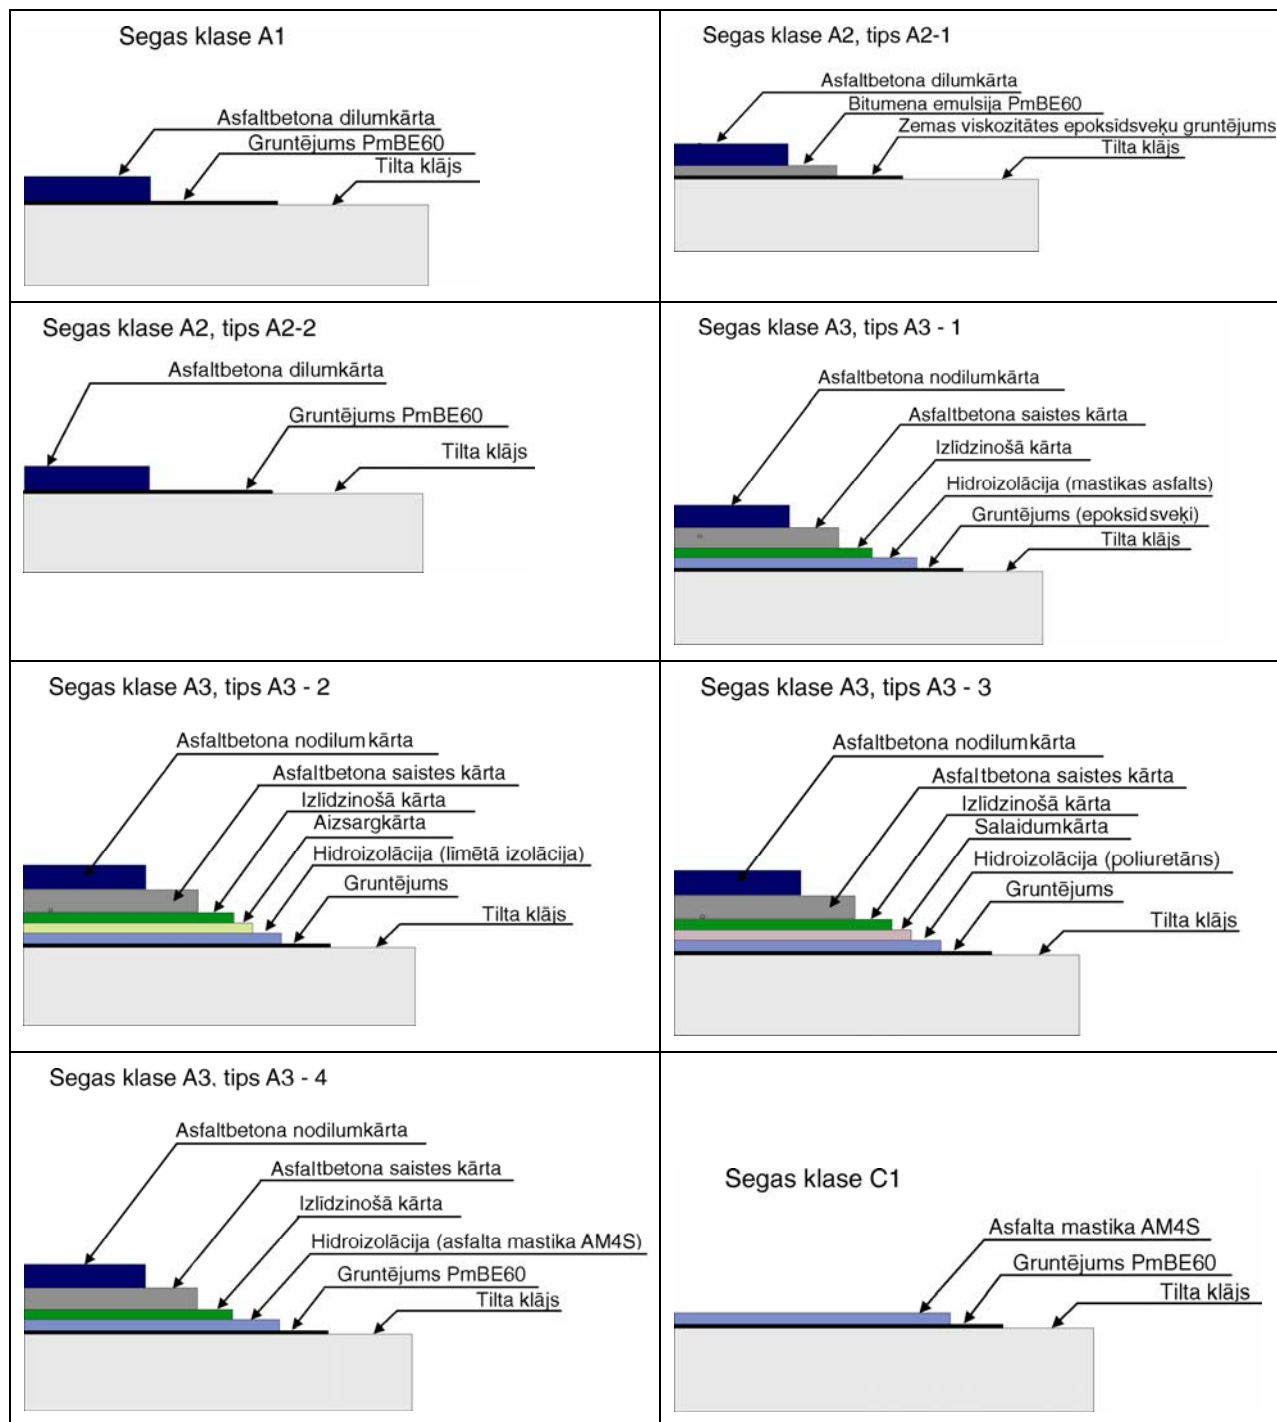 Segas klase A1
Asfaltbetona dilumkārta
Gruntējums PmBE60
Tilta klājs
Segas klase A2, tips A2-1
Asfaltbetona dilumkārta
Bitumena emulsija PmBE60
Zemas viskozitātes epoksīdsveķu gruntējums
Tilta klājs
Segas klase A2, tips A2-2
Asfaltbetona dilumkārta
Gruntējums PmBE60
Tilta klājs
Segas klase A3, tips A3 - 1
Asfaltbetona nodilumkārta
Asfaltbetona saistes kārta
Izlīdzinošā kārta
Hidroizolācija (mastikas asfalts)
Gruntējums (epoksīdsveķi)
Tilta klājs
Segas klase A3, tips A3 - 2
Asfaltbetona nodilumkārta
Asfaltbetona saistes kārta
Izlīdzinošā kārta
Aizsargkārta
Hidroizolācija (līmētā izolācija)
Gruntējums
Tilta klājs
Segas klase A3, tips A3 - 3
Asfaltbetona nodilumkārta
Asfaltbetona saistes kārta
Izlīdzinošā kārta
Salaidumkārta
Hidroizolācija (poliuretāns)
Gruntējums
Tilta klājs
Segas klase A3, tips A3 - 4
Asfaltbetona nodilumkārta
Asfaltbetona saistes kārta
Izlīdzinošā kārta
Hidroizolācija (asfalta mastika AM4S)
Gruntējums PmBE60
Tilta klājs
Segas klase C1
Asfalta mastika AM4S
Gruntējums PmBE60
Tilta klājs